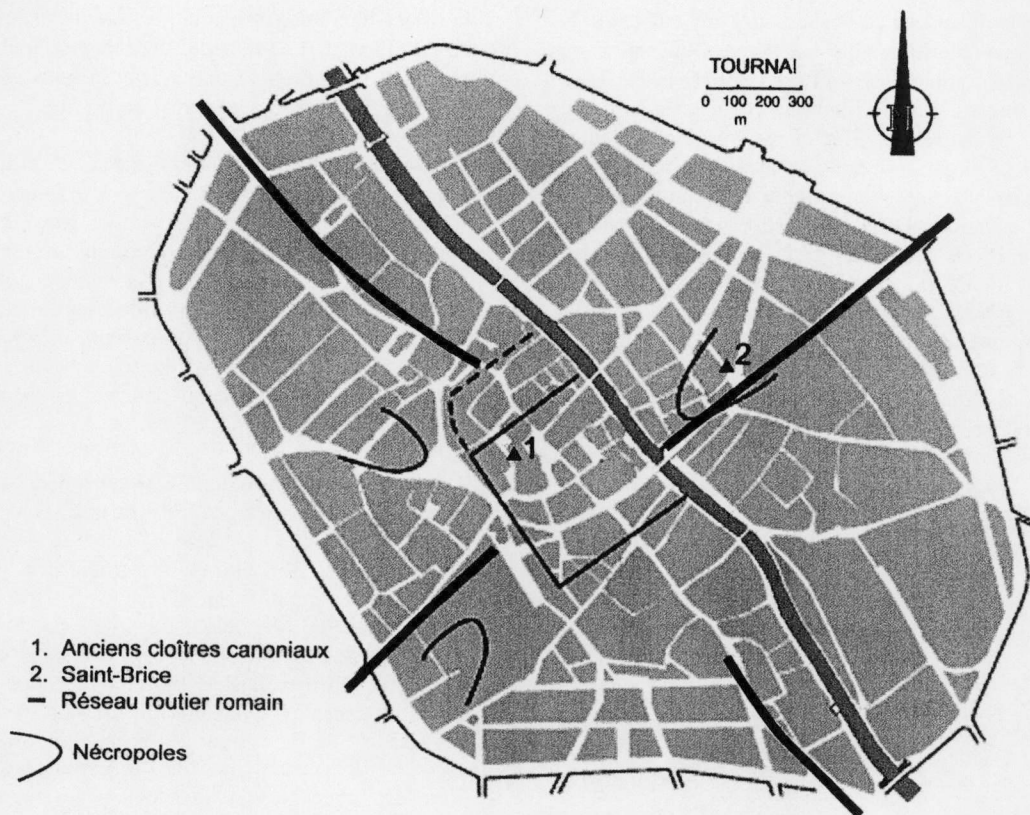 TOURNAI
0 100 200 300
m
N
2
1
1. Anciens cloîtres canoniaux
2. Saint-Brice
Réseau routier romain
Nécropoles